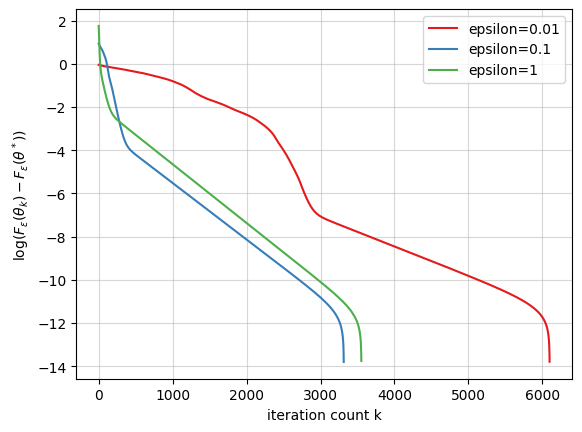 epsilon=0.01
epsilon=0.1
epsilon=1
2
0
−2
−4
−6
−8
−10
−12
−14
log(F_ε(θ_k) − F_ε(θ*))
0 1000 2000 3000 4000 5000 6000
iteration count k